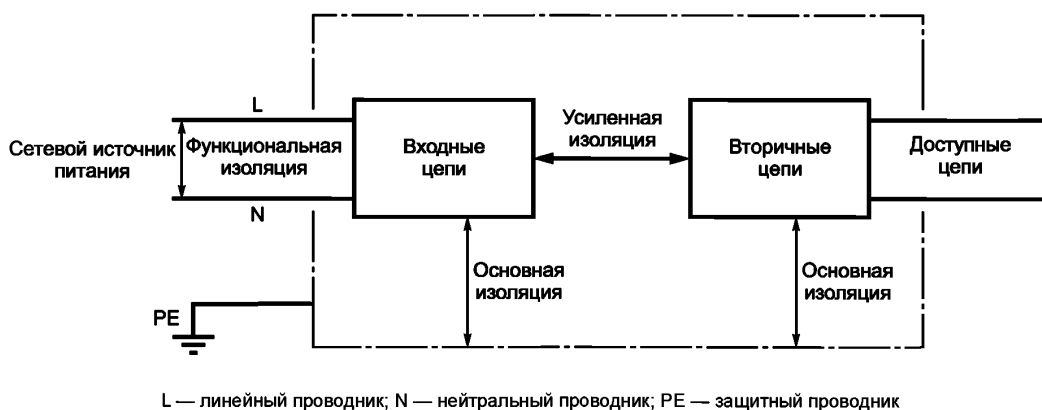 L
Сетевой источник
питания
Функциональная
изоляция
N
Входные
цепи
Усиленная
изоляция
Вторичные
цепи
Доступные
цепи
Основная
изоляция
Основная
изоляция
PE
L — линейный проводник; N — нейтральный проводник; PE — защитный проводник